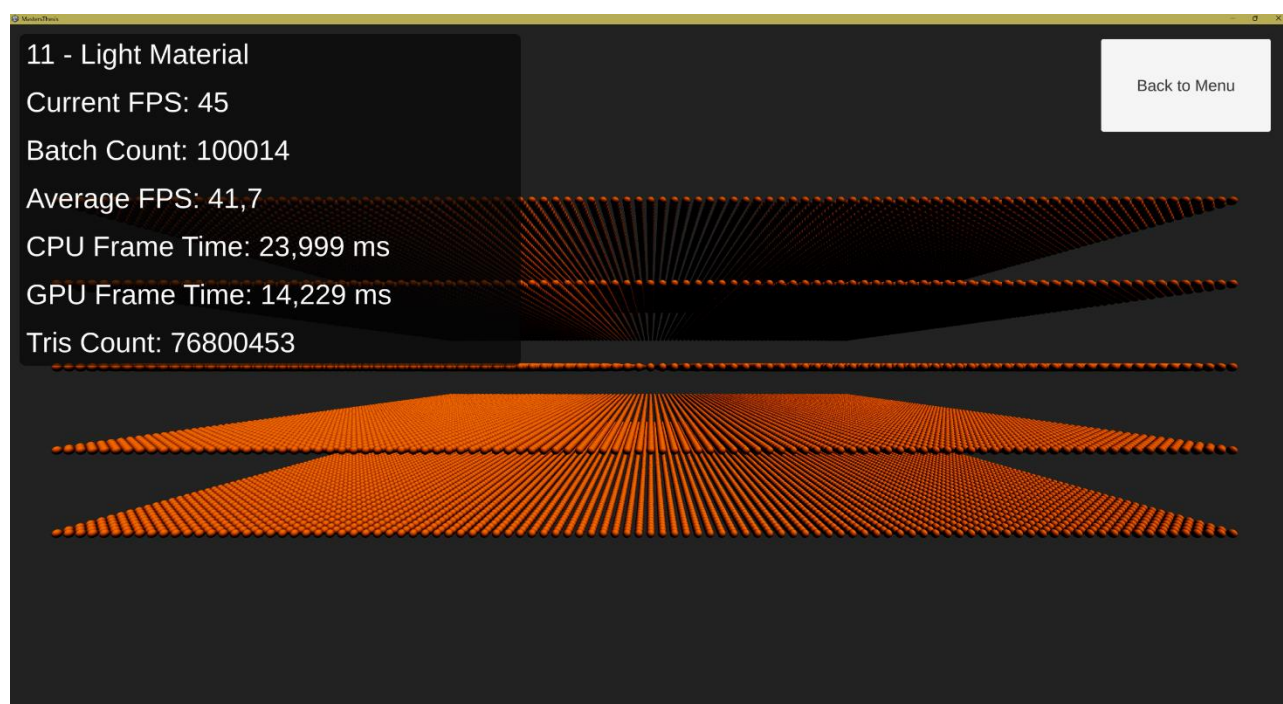 MastersThesis
11 - Light Material
Current FPS: 45
Batch Count: 100014
Average FPS: 41,7
CPU Frame Time: 23,999 ms
GPU Frame Time: 14,229 ms
Tris Count: 76800453
Back to Menu